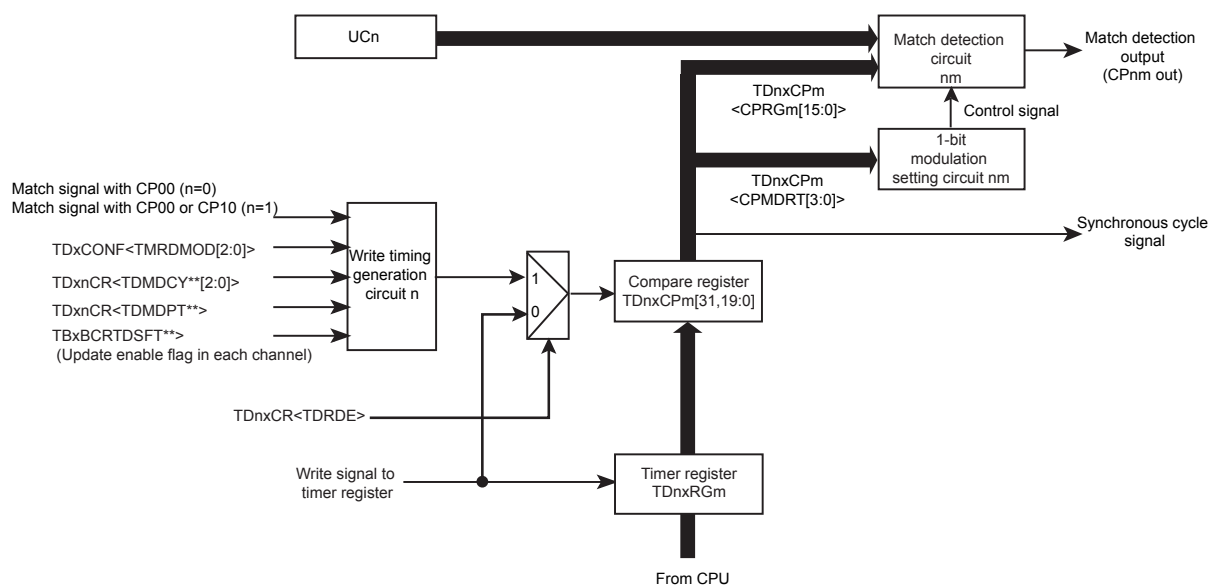 UCn
Match detection
circuit
nm
Match detection
output
(CPnm out)
TDnxCPm
<CPRGm[15:0]>
Control signal
1-bit
modulation
setting circuit nm
TDnxCPm
<CPMDRT[3:0]>
Match signal with CP00 (n=0)
Match signal with CP00 or CP10 (n=1)
Synchronous cycle
signal
TDxCONF<TMRDMOD[2:0]>
TDxnCR<TDMDCY**[2:0]>
TDxnCR<TDMDPT**>
TBxBCRTDSFT**>
(Update enable flag in each channel)
Write timing
generation
circuit n
1
0
Compare register
TDnxCPm[31,19:0]
TDnxCR<TDRDE>
Write signal to
timer register
Timer register
TDnxRGm
From CPU